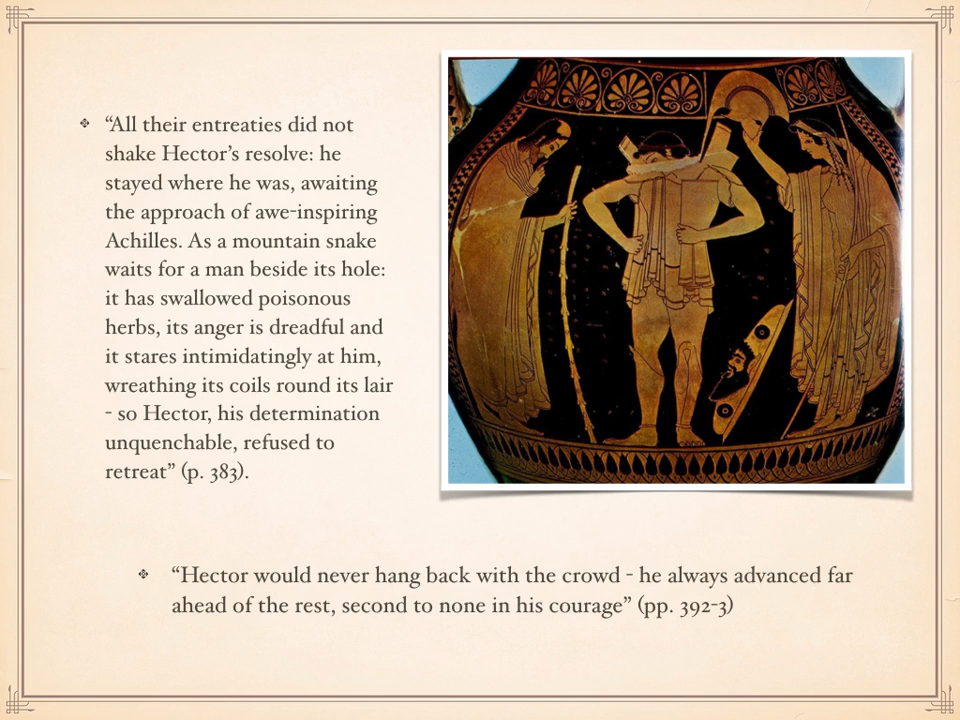 “All their entreaties did not
shake Hector’s resolve: he
stayed where he was, awaiting
the approach of awe-inspiring
Achilles. As a mountain snake
waits for a man beside its hole:
it has swallowed poisonous
herbs, its anger is dreadful and
it stares intimidatingly at him,
wreathing its coils round its lair
- so Hector, his determination
unquenchable, refused to
retreat” (p. 383).
“Hector would never hang back with the crowd - he always advanced far
ahead of the rest, second to none in his courage” (pp. 392-3)